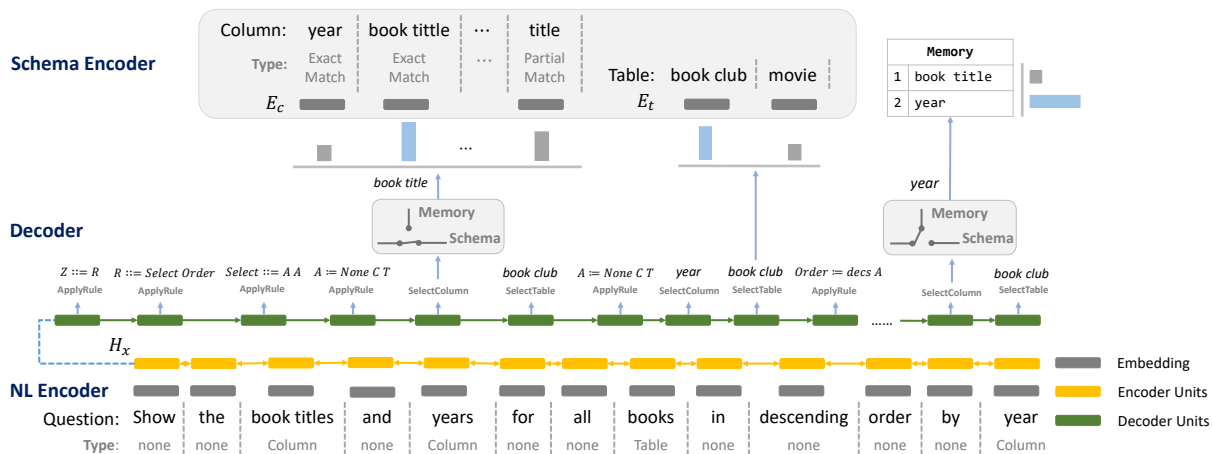 Schema Encoder
Column: year book tittle ... title
Type: Exact Match Exact Match ... Partial Match
E_c
Table: book club movie
E_t
Memory
1 book title
2 year
...
book title
year
Memory
Schema
Memory
Schema
Decoder
Z ::= R R ::= Select Order Select ::= A A A ::= None C T book club A ≔ None C T year book club Order ≔ decs A book club
ApplyRule ApplyRule ApplyRule ApplyRule SelectColumn SelectTable ApplyRule SelectColumn SelectTable ApplyRule SelectColumn SelectTable
......
H_x
NL Encoder
Question: Show the book titles and years for all books in descending order by year
Type: none none Column none Column none none Table none none none none Column
Embedding
Encoder Units
Decoder Units